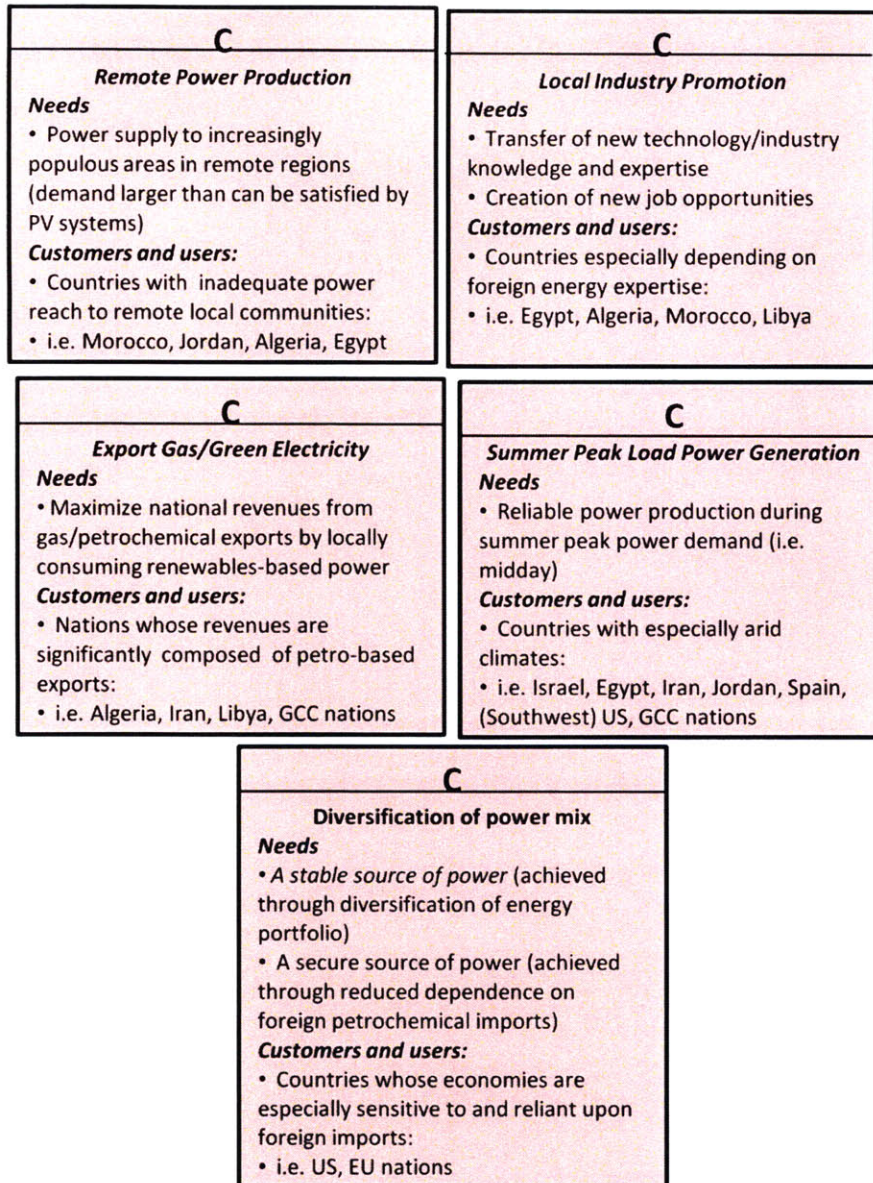 C
Remote Power Production
Needs
• Power supply to increasingly
populous areas in remote regions
(demand larger than can be satisfied by
PV systems)
Customers and users:
• Countries with inadequate power
reach to remote local communities:
• i.e. Morocco, Jordan, Algeria, Egypt
C
Local Industry Promotion
Needs
• Transfer of new technology/industry
knowledge and expertise
• Creation of new job opportunities
Customers and users:
• Countries especially depending on
foreign energy expertise:
• i.e. Egypt, Algeria, Morocco, Libya
C
Export Gas/Green Electricity
Needs
• Maximize national revenues from
gas/petrochemical exports by locally
consuming renewables-based power
Customers and users:
• Nations whose revenues are
significantly composed of petro-based
exports:
• i.e. Algeria, Iran, Libya, GCC nations
C
Summer Peak Load Power Generation
Needs
• Reliable power production during
summer peak power demand (i.e.
midday)
Customers and users:
• Countries with especially arid
climates:
• i.e. Israel, Egypt, Iran, Jordan, Spain,
(Southwest) US, GCC nations
C
Diversification of power mix
Needs
• A stable source of power (achieved
through diversification of energy
portfolio)
• A secure source of power (achieved
through reduced dependence on
foreign petrochemical imports)
Customers and users:
• Countries whose economies are
especially sensitive to and reliant upon
foreign imports:
• i.e. US, EU nations